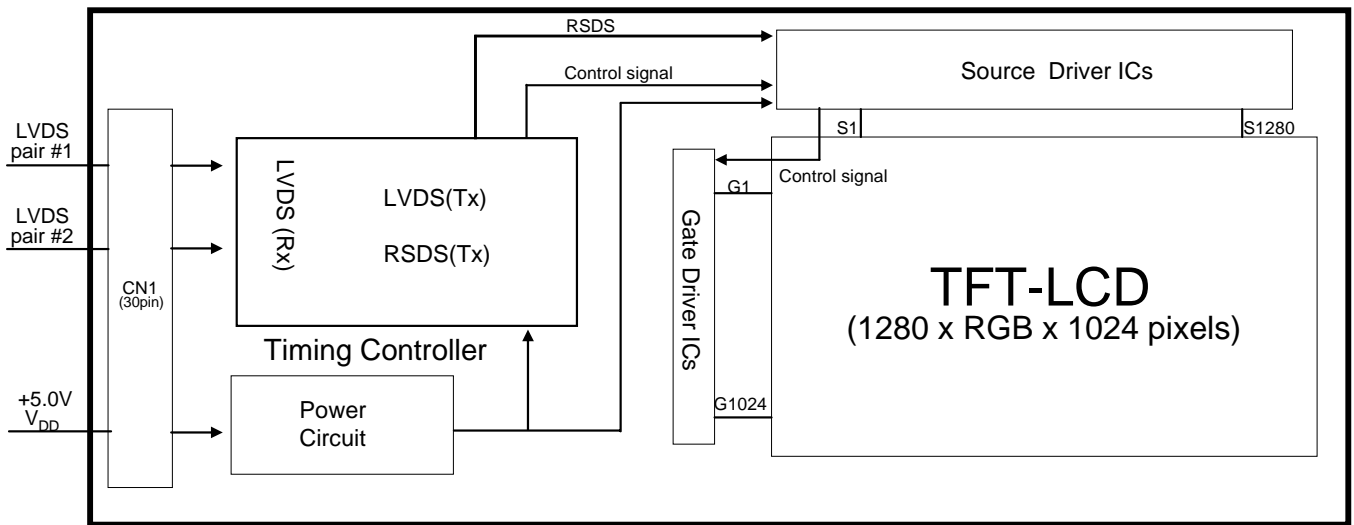 RSDS
Control signal
Source Driver ICs
S1
S1280
LVDS
pair #1
LVDS
pair #2
CN1
(30pin)
+5.0V
VDD
LVDS (Rx)
LVDS(Tx)
RSDS(Tx)
Timing Controller
Power
Circuit
Control signal
G1
Gate Driver ICs
G1024
TFT-LCD
(1280 x RGB x 1024 pixels)